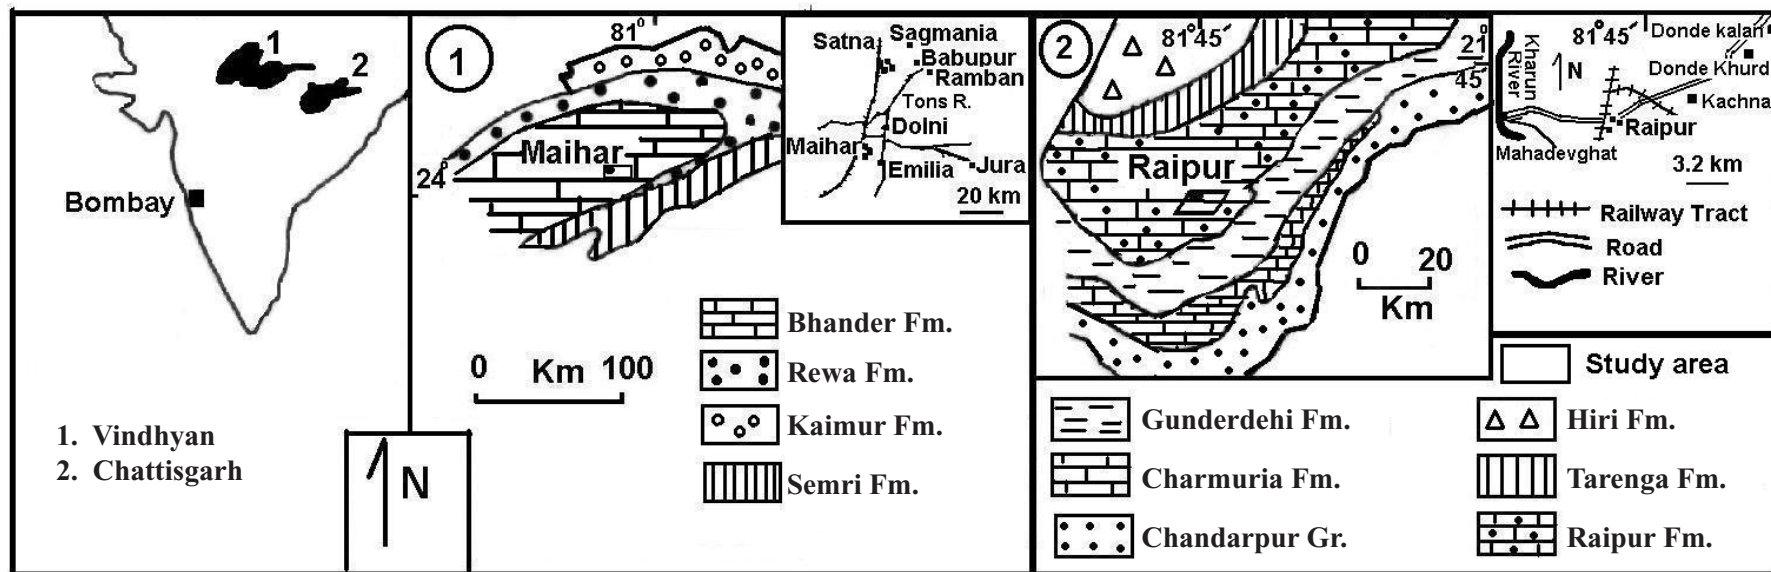 1
2
Bombay
1. Vindhyan
2. Chattisgarh
N
1
81°
24°
Maihar
Satna
Sagmania
Babupur
Ramban
Tons R.
Dolni
Maihar
Emilia
Jura
20 km
0 Km 100
Bhander Fm.
Rewa Fm.
Kaimur Fm.
Semri Fm.
2
81°45′
21°
45′
Raipur
0 20
Km
Kharun
River
81°45′
Donde kalan
N
Donde Khurd
Kachna
Raipur
Mahadevghat
3.2 km
Railway Tract
Road
River
Study area
Gunderdehi Fm.
Charmuria Fm.
Chandarpur Gr.
Hiri Fm.
Tarenga Fm.
Raipur Fm.